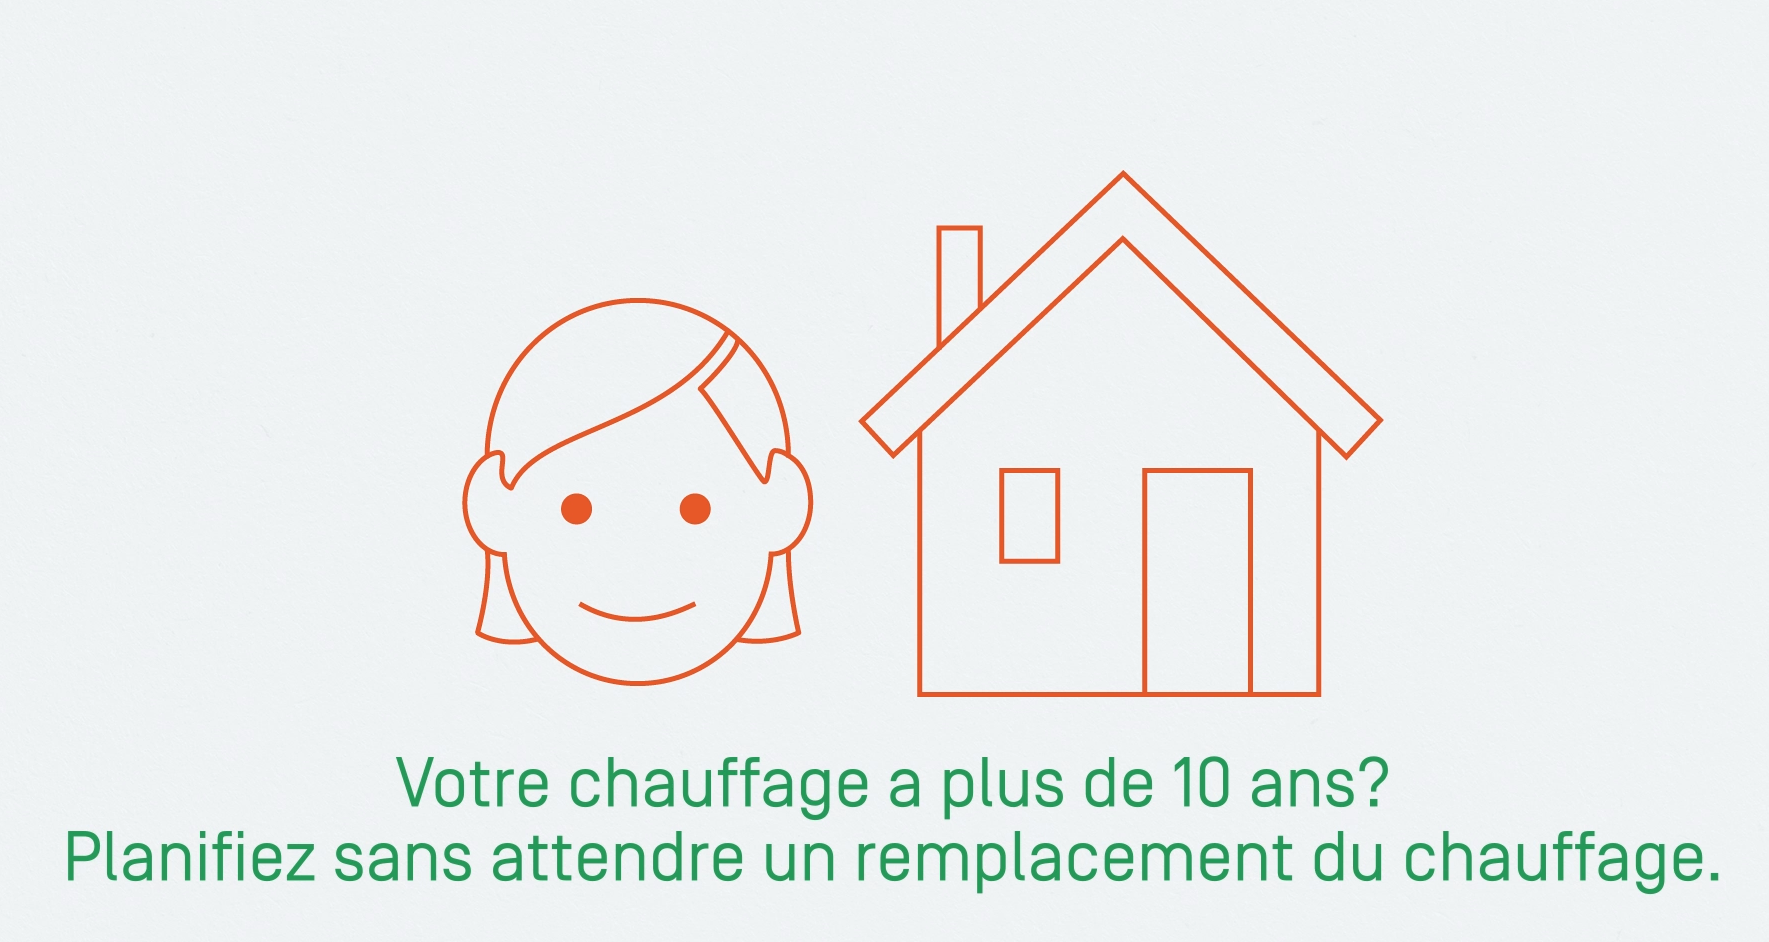 Votre chauffage a plus de 10 ans?
Planifiez sans attendre un remplacement du chauffage.